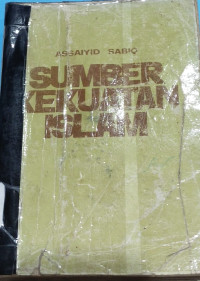 ASSAIYID SABIQ
SUMBER
KEKUATAN
ISLAM